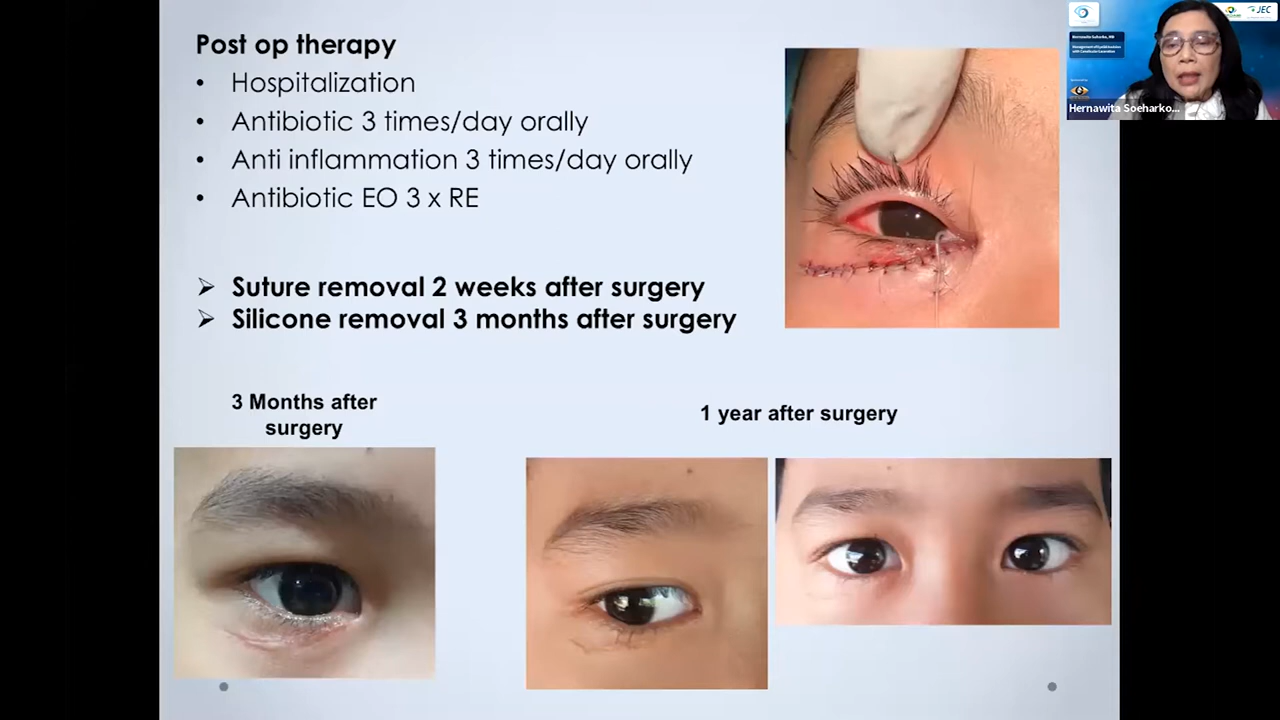 Post op therapy
• Hospitalization
• Antibiotic 3 times/day orally
• Anti inflammation 3 times/day orally
• Antibiotic EO 3 x RE
➢ Suture removal 2 weeks after surgery
➢ Silicone removal 3 months after surgery
3 Months after
surgery
1 year after surgery
JEC
Hernawita Soeharko...